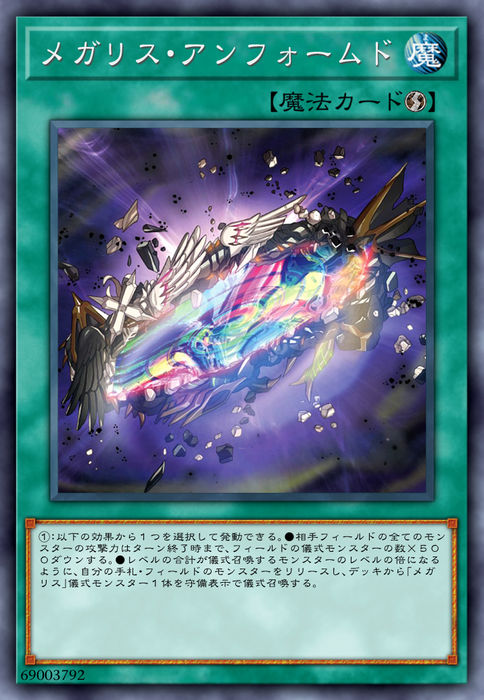 メガリス・アンフォームド
魔
【魔法カード】
①:以下の効果から1つを選択して発動できる。●相手フィールドの全てのモン
スターの攻撃力はターン終了時まで、フィールドの儀式モンスターの数×50
0ダウンする。●レベルの合計が儀式召喚するモンスターのレベルの倍になる
ように、自分の手札・フィールドのモンスターをリリースし、デッキから「メガ
リス」儀式モンスター1体を守備表示で儀式召喚する。
69003792